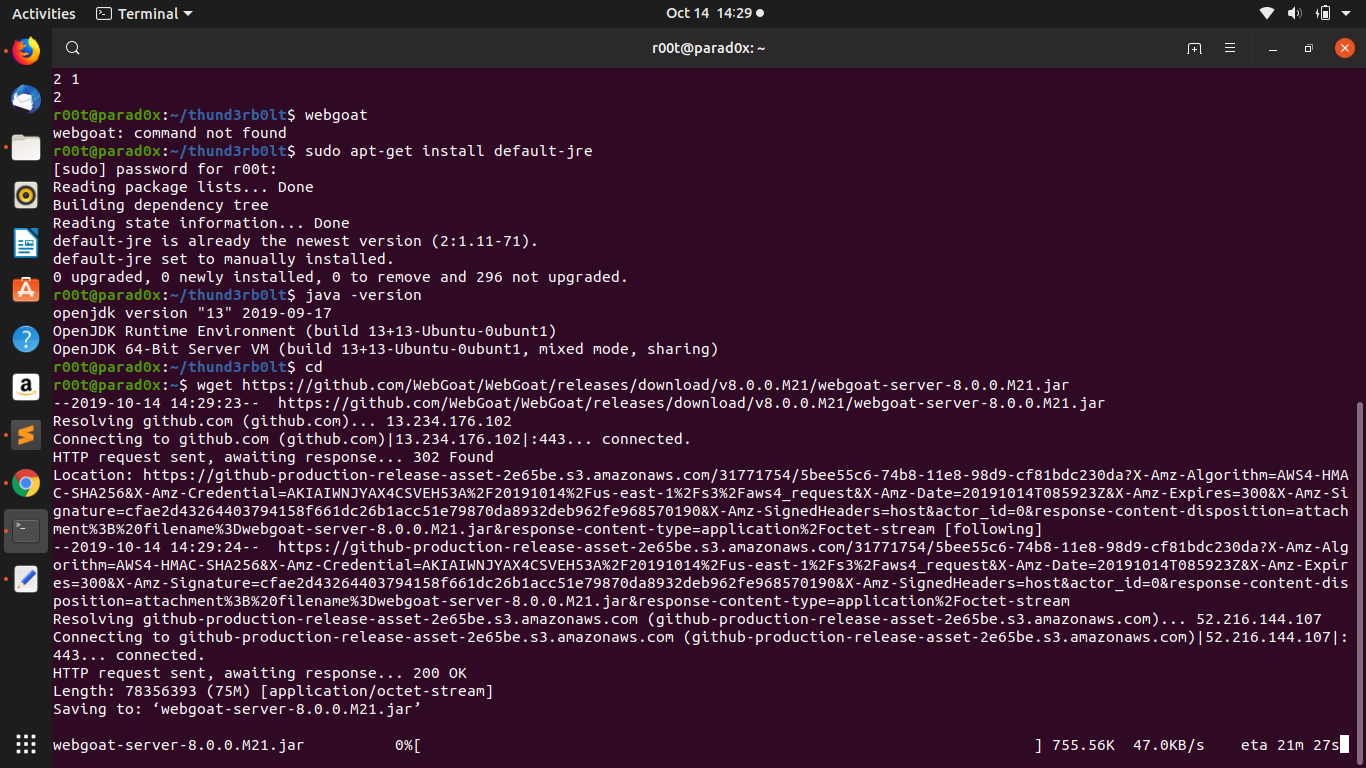 Activities Terminal Oct 14 14:29
r00t@parad0x: ~
2 1
2
r00t@parad0x:~/thund3rb0lt$ webgoat
webgoat: command not found
r00t@parad0x:~/thund3rb0lt$ sudo apt-get install default-jre
[sudo] password for r00t:
Reading package lists... Done
Building dependency tree
Reading state information... Done
default-jre is already the newest version (2:1.11-71).
default-jre set to manually installed.
0 upgraded, 0 newly installed, 0 to remove and 296 not upgraded.
r00t@parad0x:~/thund3rb0lt$ java -version
openjdk version "13" 2019-09-17
OpenJDK Runtime Environment (build 13+13-Ubuntu-0ubunt1)
OpenJDK 64-Bit Server VM (build 13+13-Ubuntu-0ubunt1, mixed mode, sharing)
r00t@parad0x:~/thund3rb0lt$ cd
r00t@parad0x:~$ wget https://github.com/WebGoat/WebGoat/releases/download/v8.0.0.M21/webgoat-server-8.0.0.M21.jar
--2019-10-14 14:29:23--  https://github.com/WebGoat/WebGoat/releases/download/v8.0.0.M21/webgoat-server-8.0.0.M21.jar
Resolving github.com (github.com)... 13.234.176.102
Connecting to github.com (github.com)|13.234.176.102|:443... connected.
HTTP request sent, awaiting response... 302 Found
Location: https://github-production-release-asset-2e65be.s3.amazonaws.com/31771754/5bee55c6-74b8-11e8-98d9-cf81bdc230da?X-Amz-Algorithm=AWS4-HMA
C-SHA256&X-Amz-Credential=AKIAIWNJYAX4CSVEH53A%2F20191014%2Fus-east-1%2Fs3%2Faws4_request&X-Amz-Date=20191014T085923Z&X-Amz-Expires=300&X-Amz-Si
gnature=cfae2d43264403794158f661dc26b1acc51e79870da8932deb962fe968570190&X-Amz-SignedHeaders=host&actor_id=0&response-content-disposition=attach
ment%3B%20filename%3Dwebgoat-server-8.0.0.M21.jar&response-content-type=application%2Foctet-stream [following]
--2019-10-14 14:29:24--  https://github-production-release-asset-2e65be.s3.amazonaws.com/31771754/5bee55c6-74b8-11e8-98d9-cf81bdc230da?X-Amz-Alg
orithm=AWS4-HMAC-SHA256&X-Amz-Credential=AKIAIWNJYAX4CSVEH53A%2F20191014%2Fus-east-1%2Fs3%2Faws4_request&X-Amz-Date=20191014T085923Z&X-Amz-Expir
es=300&X-Amz-Signature=cfae2d43264403794158f661dc26b1acc51e79870da8932deb962fe968570190&X-Amz-SignedHeaders=host&actor_id=0&response-content-dis
position=attachment%3B%20filename%3Dwebgoat-server-8.0.0.M21.jar&response-content-type=application%2Foctet-stream
Resolving github-production-release-asset-2e65be.s3.amazonaws.com (github-production-release-asset-2e65be.s3.amazonaws.com)... 52.216.144.107
Connecting to github-production-release-asset-2e65be.s3.amazonaws.com (github-production-release-asset-2e65be.s3.amazonaws.com)|52.216.144.107|:
443... connected.
HTTP request sent, awaiting response... 200 OK
Length: 78356393 (75M) [application/octet-stream]
Saving to: ‘webgoat-server-8.0.0.M21.jar’
webgoat-server-8.0.0.M21.jar 0%[ ] 755.56K 47.0KB/s eta 21m 27s